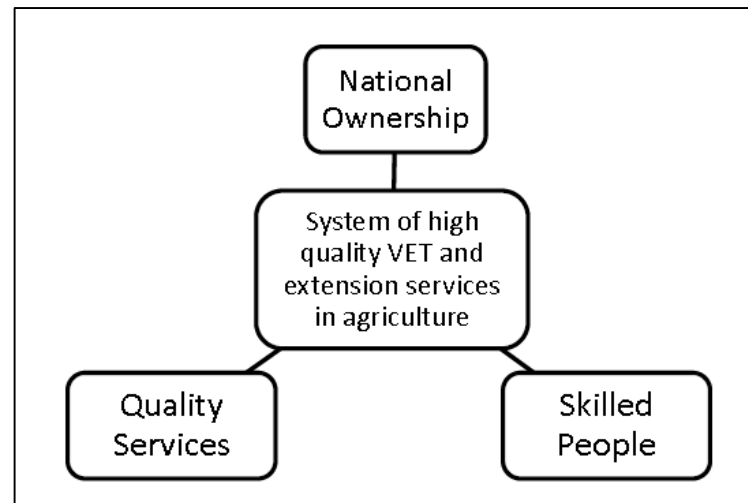 National
Ownership
System of high
quality VET and
extension services
in agriculture
Quality
Services
Skilled
People